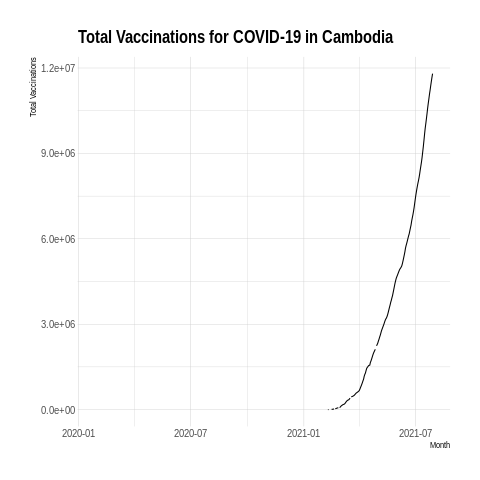 Total Vaccinations for COVID-19 in Cambodia
Total Vaccinations
1.2e+07
9.0e+06
6.0e+06
3.0e+06
0.0e+00
2020-01 2020-07 2021-01 2021-07
Month